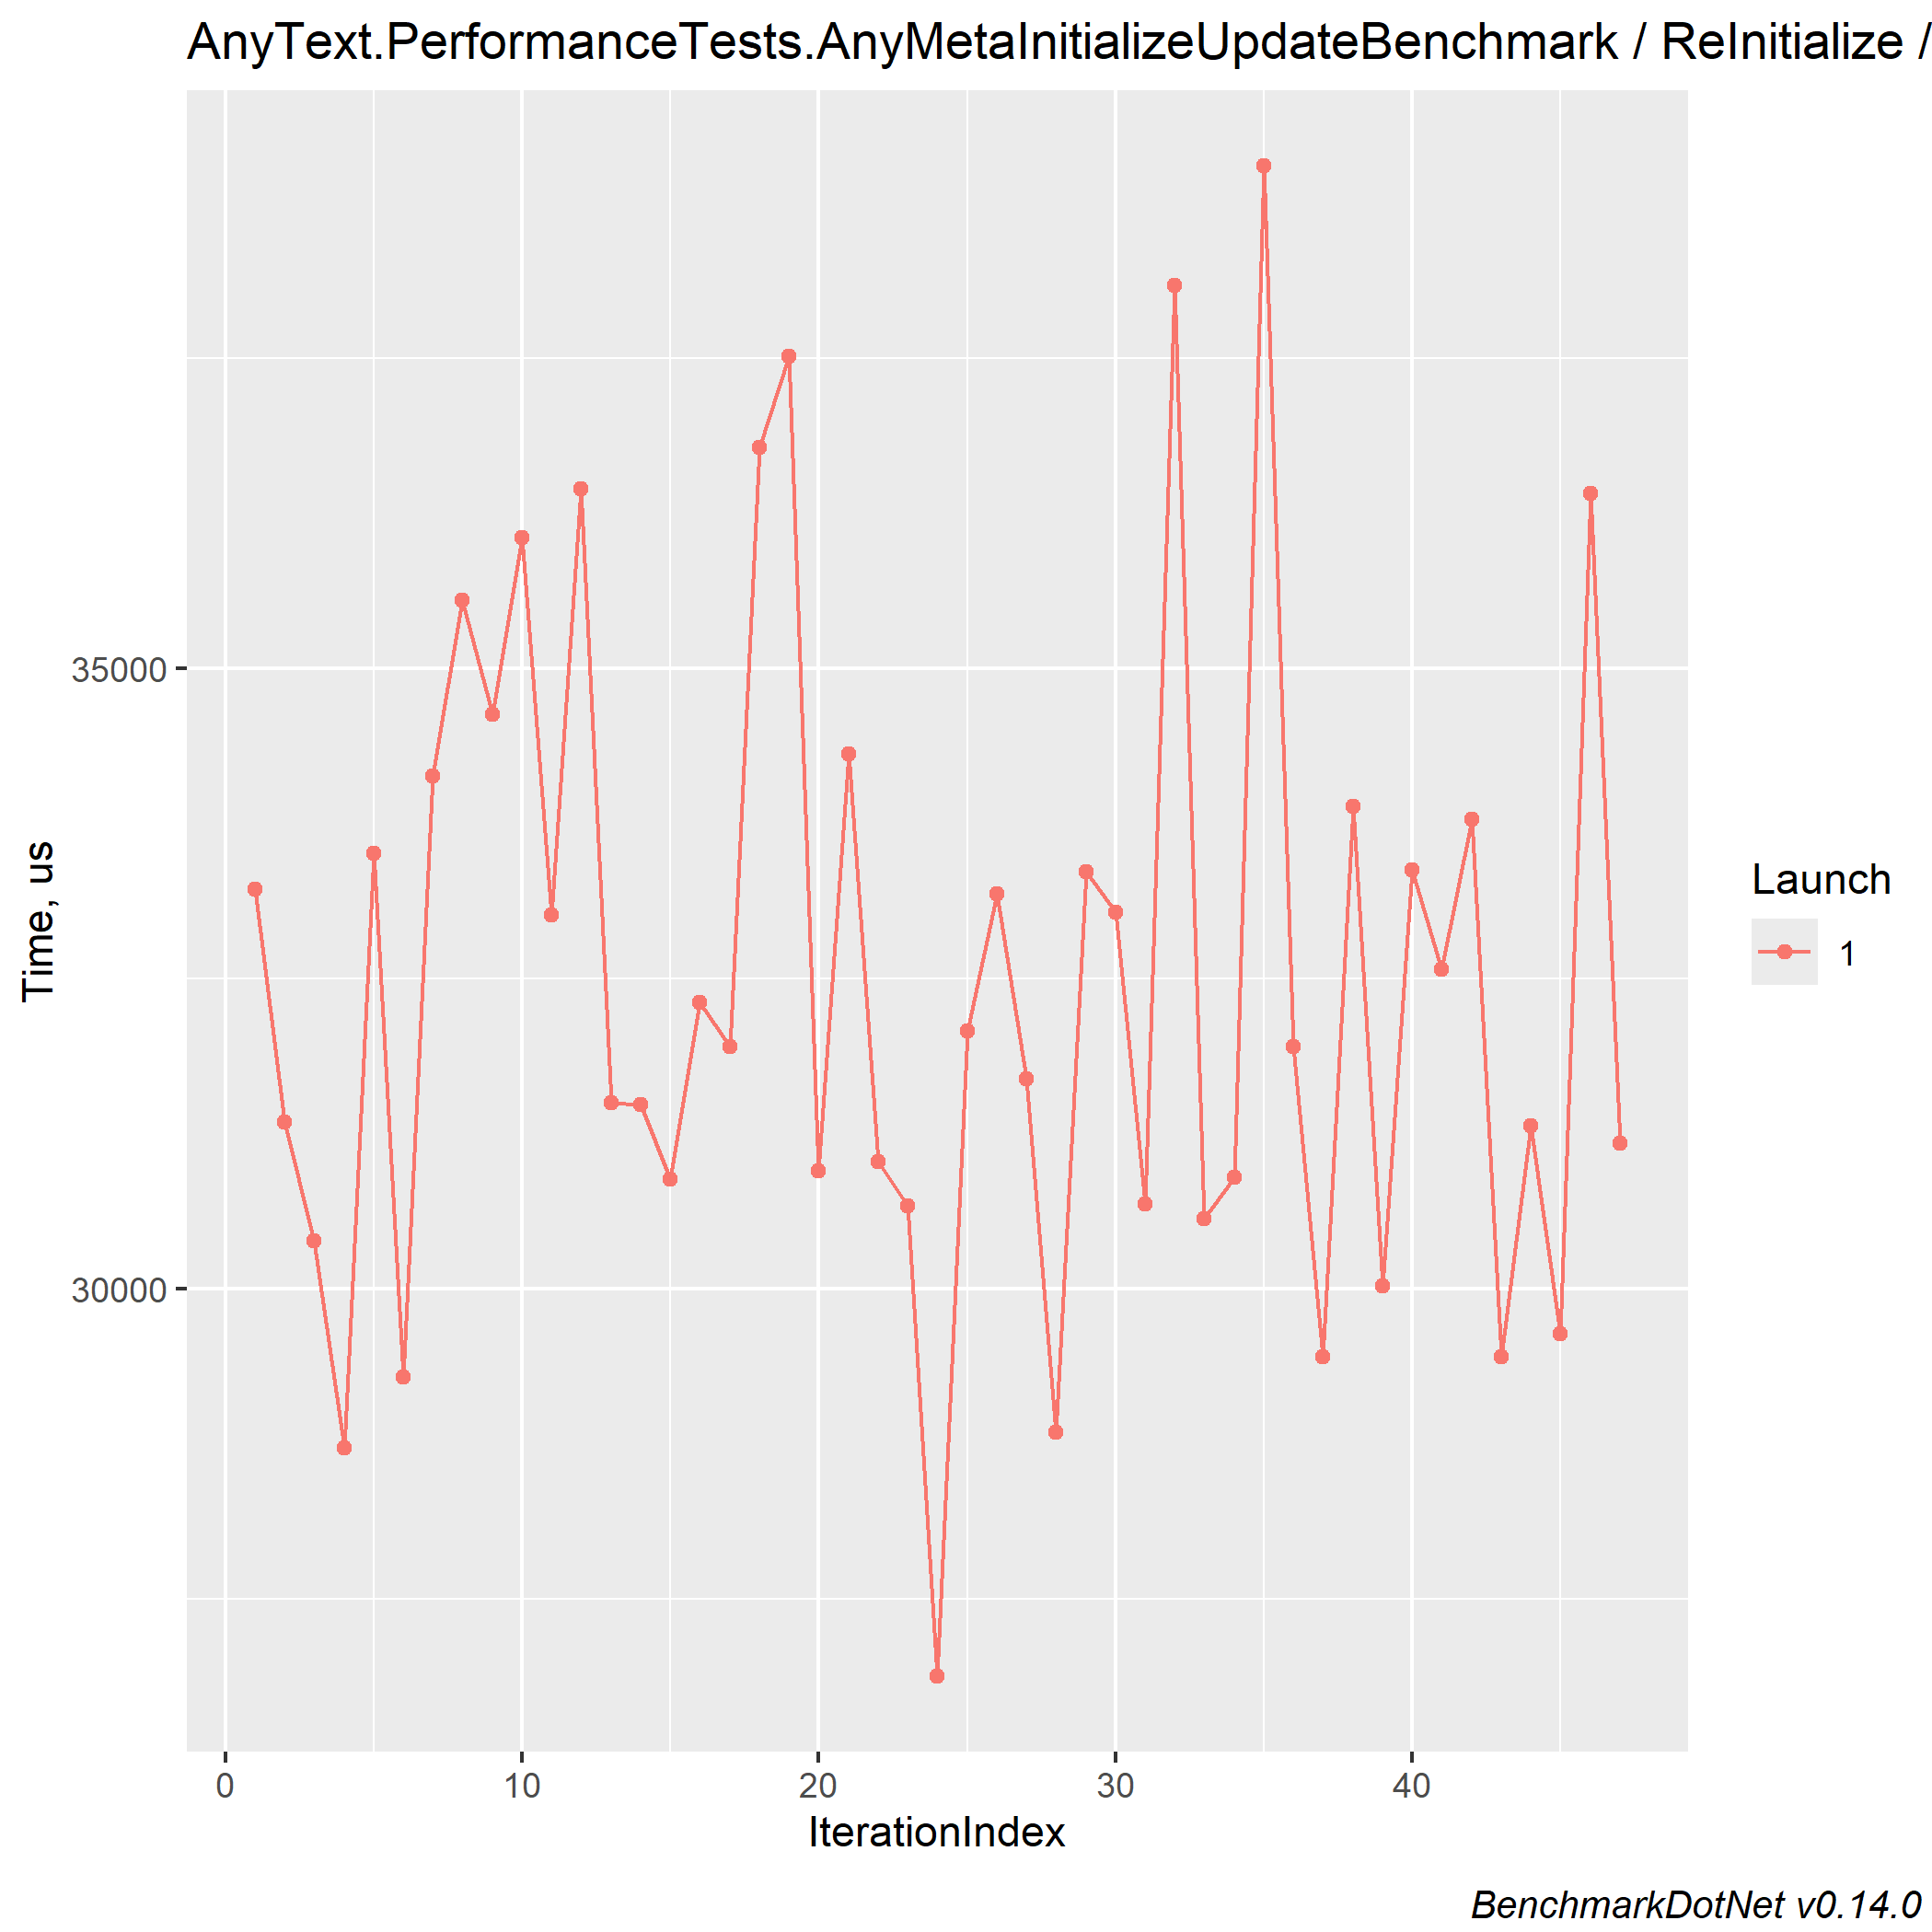 AnyText.PerformanceTests.AnyMetaInitializeUpdateBenchmark / ReInitialize /
Time, us
35000
30000
0 10 20 30 40
IterationIndex
Launch
1
BenchmarkDotNet v0.14.0